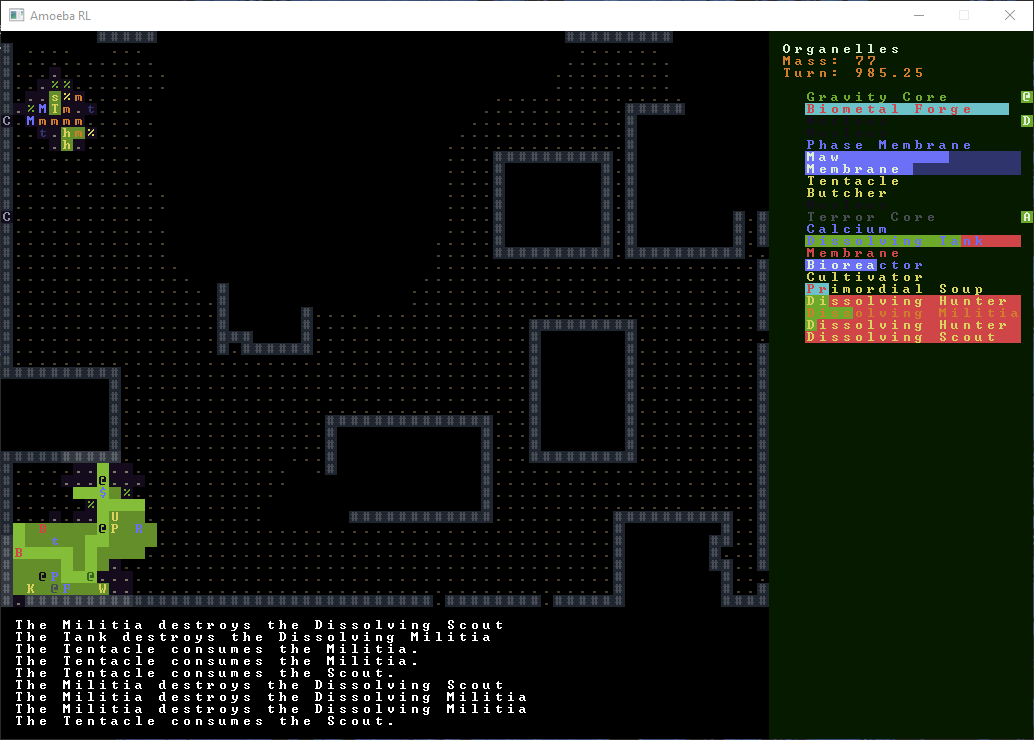 Amoeba RL
Organelles
Mass: 77
Turn: 985.25
Gravity Core
Biometal Forge
Phase Membrane
Maw
Membrane
Tentacle
Butcher
Terror Core
Calcium
Dissolving Tank
Membrane
Bioreactor
Cultivator
Primordial Soup
Dissolving Hunter
Dissolving Militia
Dissolving Hunter
Dissolving Scout
The Militia destroys the Dissolving Scout
The Tank destroys the Dissolving Militia
The Tentacle consumes the Militia.
The Tentacle consumes the Militia.
The Tentacle consumes the Scout.
The Militia destroys the Dissolving Scout
The Militia destroys the Dissolving Militia
The Militia destroys the Dissolving Militia
The Tentacle consumes the Scout.